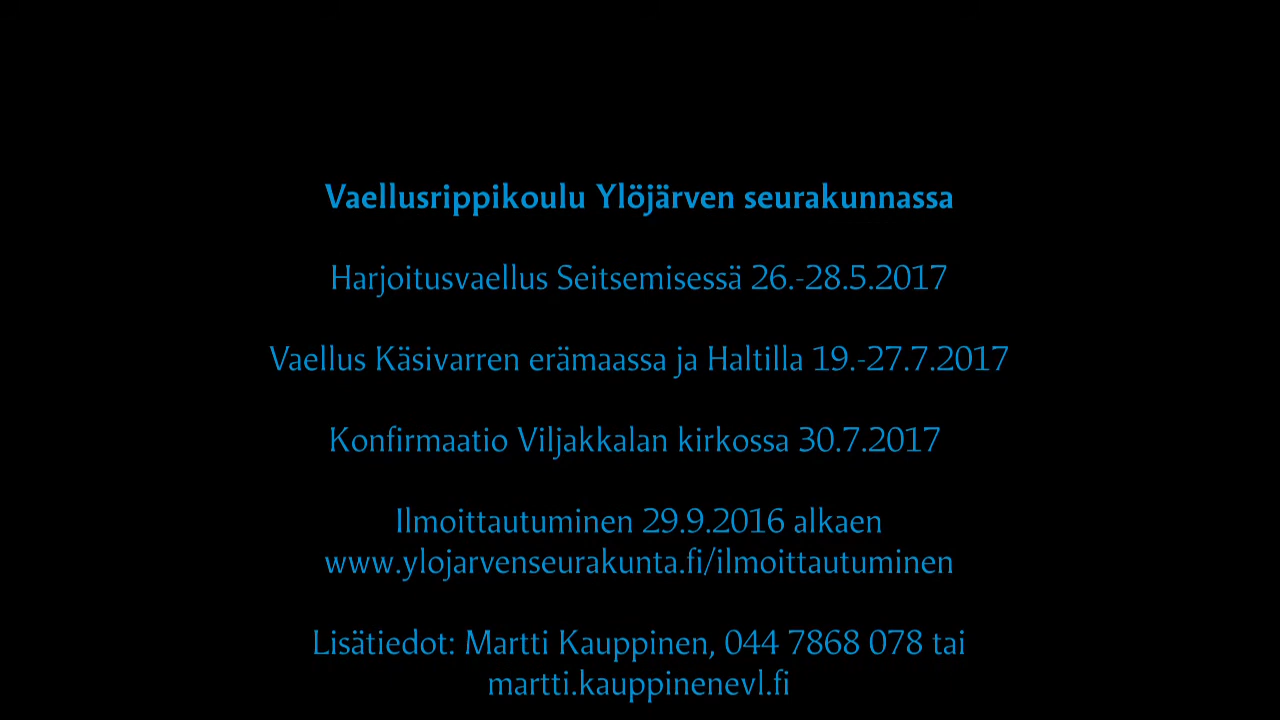 Vaellusrippikoulu Ylöjärven seurakunnassa
Harjoitusvaellus Seitsemisessä 26.-28.5.2017
Vaellus Käsivarren erämaassa ja Haltilla 19.-27.7.2017
Konfirmaatio Viljakkalan kirkossa 30.7.2017
Ilmoittautuminen 29.9.2016 alkaen
www.ylojarvenseurakunta.fi/ilmoittautuminen
Lisätiedot: Martti Kauppinen, 044 7868 078 tai
martti.kauppinenevl.fi